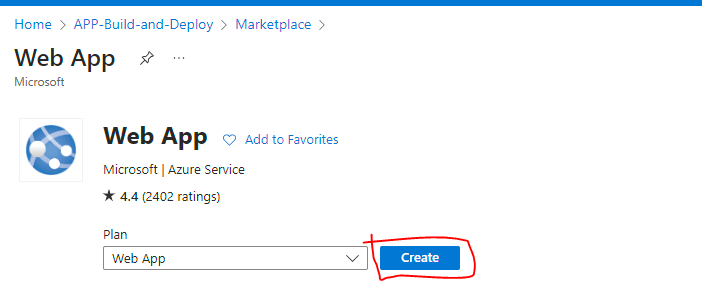 Home > APP-Build-and-Deploy > Marketplace >
Web App ...
Microsoft
Web App Add to Favorites
Microsoft | Azure Service
★ 4.4 (2402 ratings)
Plan
Web App Create